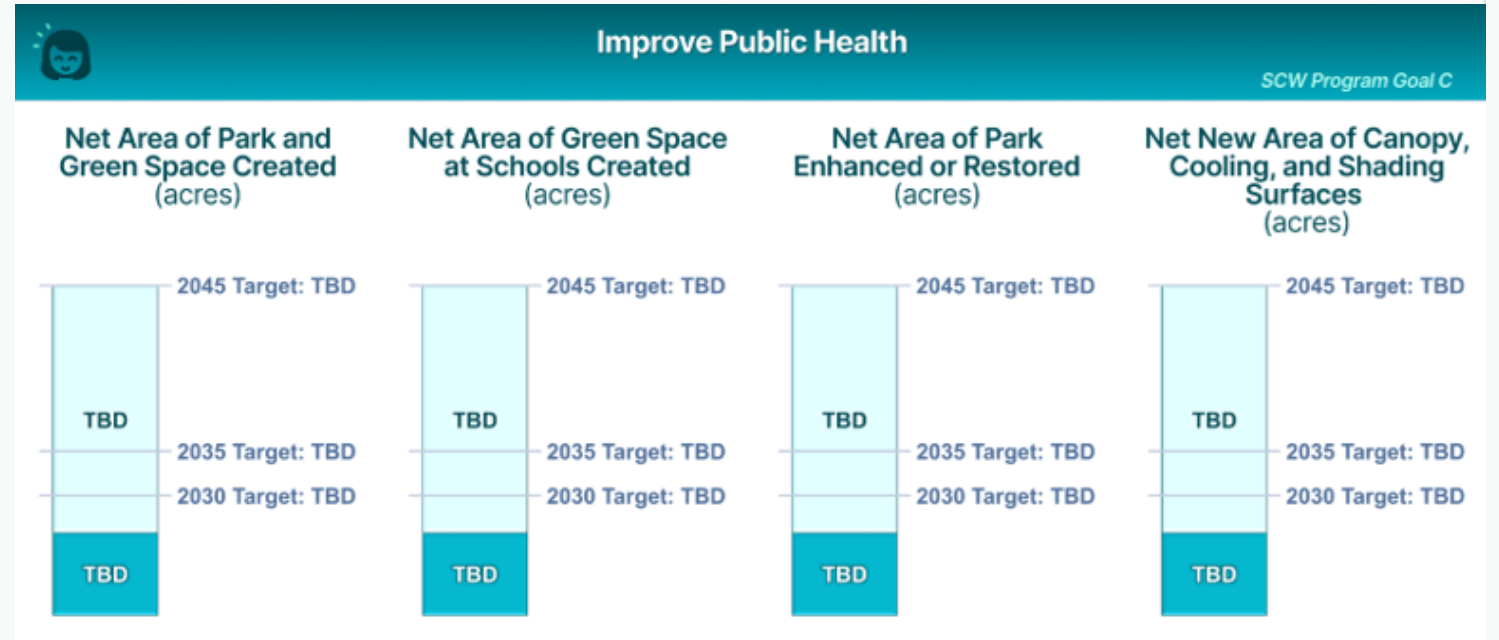 Improve Public Health
SCW Program Goal C
Net Area of Park and
Green Space Created
(acres)
2045 Target: TBD
TBD
2035 Target: TBD
2030 Target: TBD
TBD
Net Area of Green Space
at Schools Created
(acres)
2045 Target: TBD
TBD
2035 Target: TBD
2030 Target: TBD
TBD
Net Area of Park
Enhanced or Restored
(acres)
2045 Target: TBD
TBD
2035 Target: TBD
2030 Target: TBD
TBD
Net New Area of Canopy,
Cooling, and Shading
Surfaces
(acres)
2045 Target: TBD
TBD
2035 Target: TBD
2030 Target: TBD
TBD